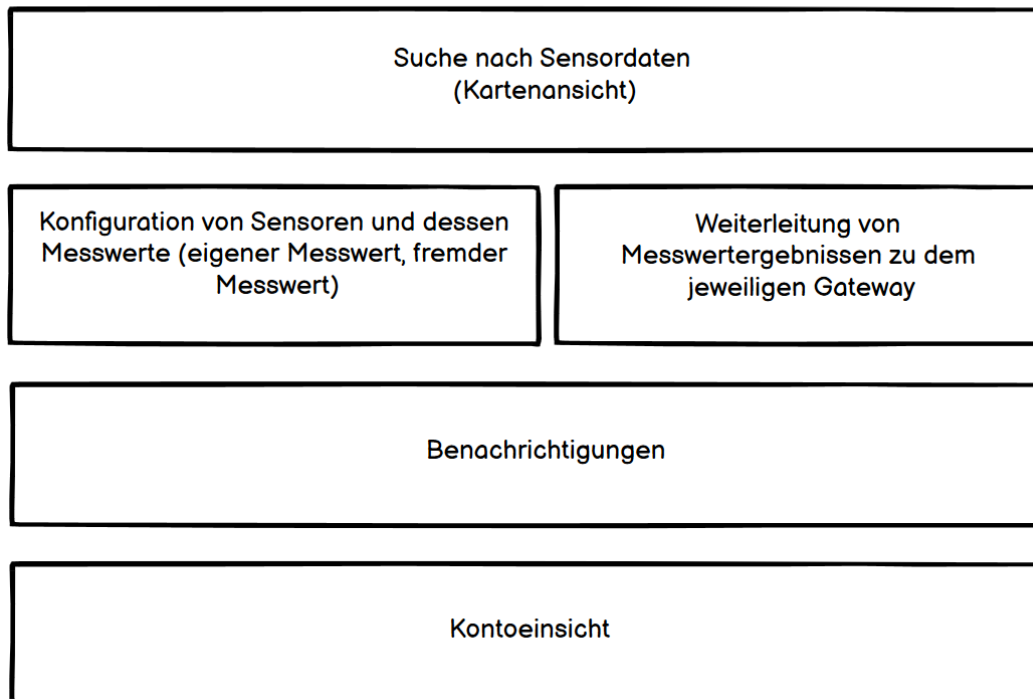 Suche nach Sensordaten
(Kartenansicht)
Konfiguration von Sensoren und dessen
Messwerte (eigener Messwert, fremder
Messwert)
Weiterleitung von
Messwertergebnissen zu dem
jeweiligen Gateway
Benachrichtigungen
Kontoeinsicht